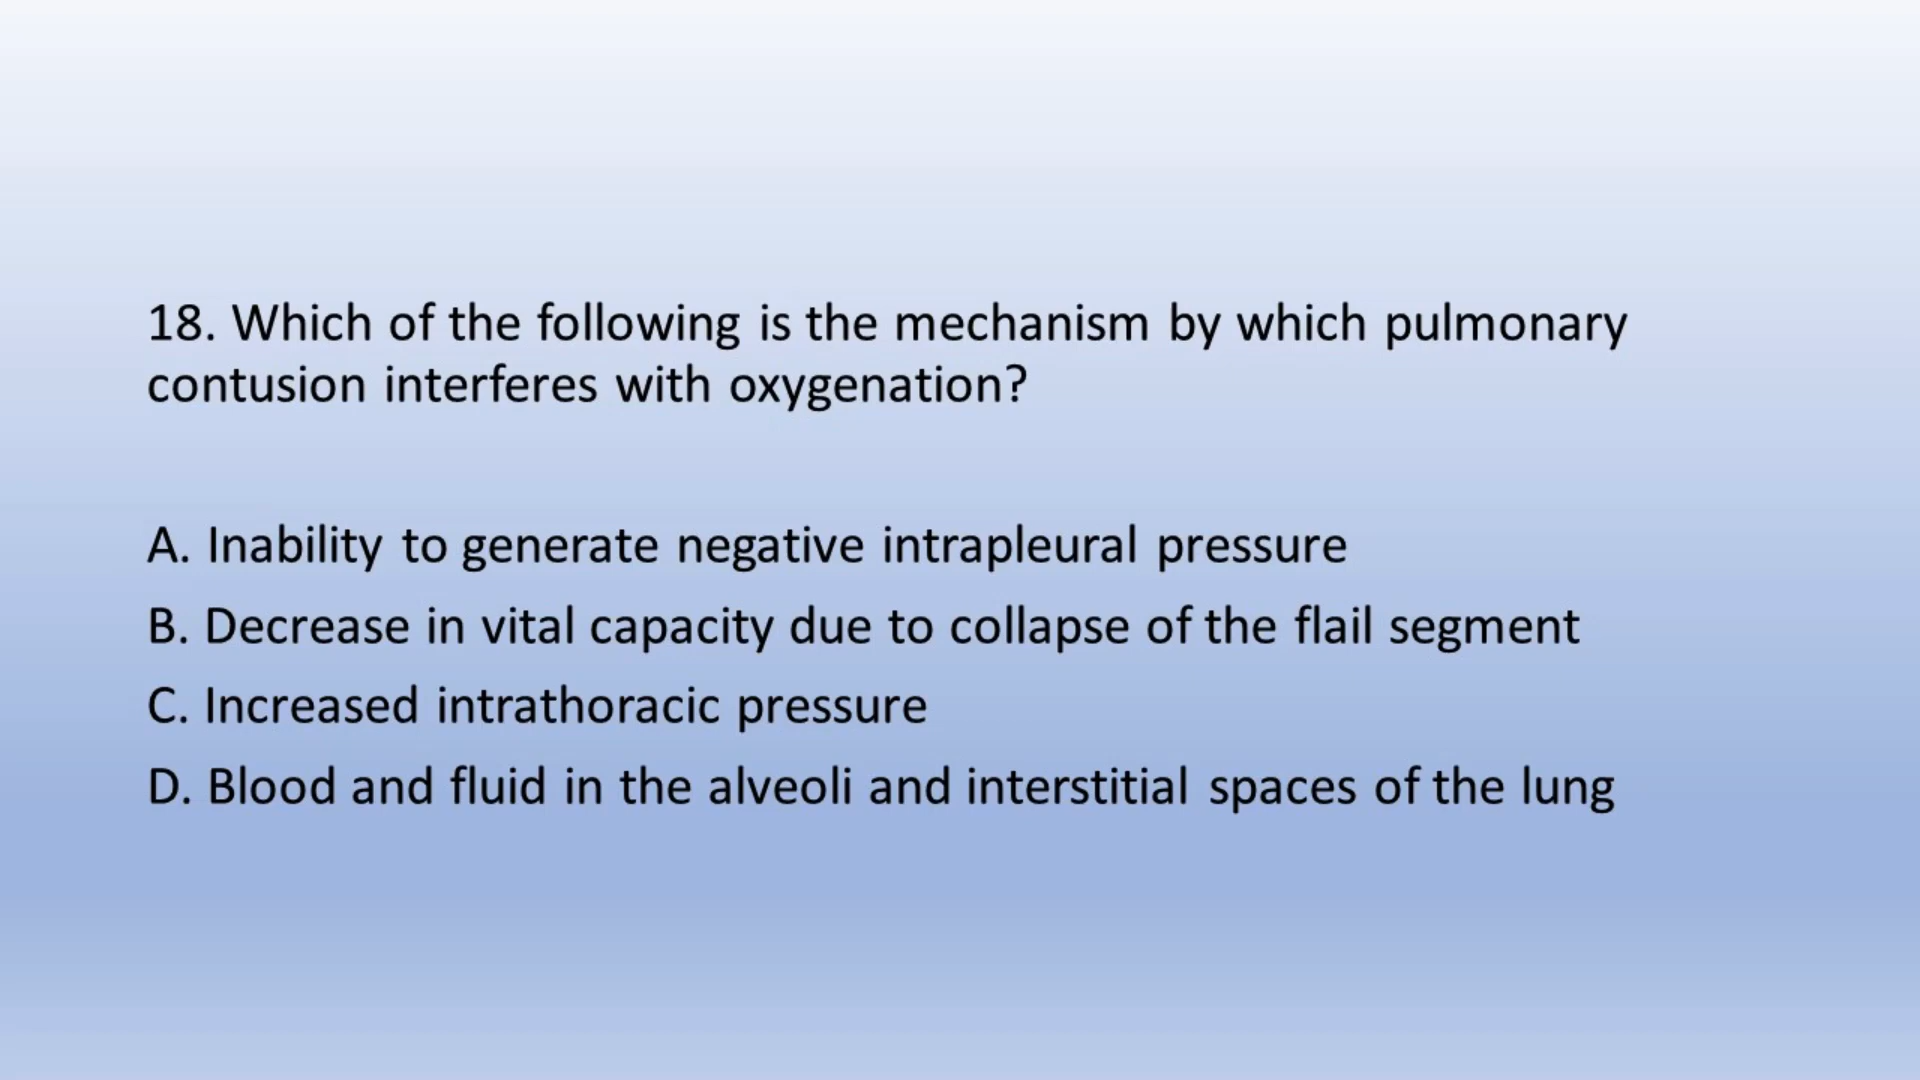 18. Which of the following is the mechanism by which pulmonary
contusion interferes with oxygenation?
A. Inability to generate negative intrapleural pressure
B. Decrease in vital capacity due to collapse of the flail segment
C. Increased intrathoracic pressure
D. Blood and fluid in the alveoli and interstitial spaces of the lung